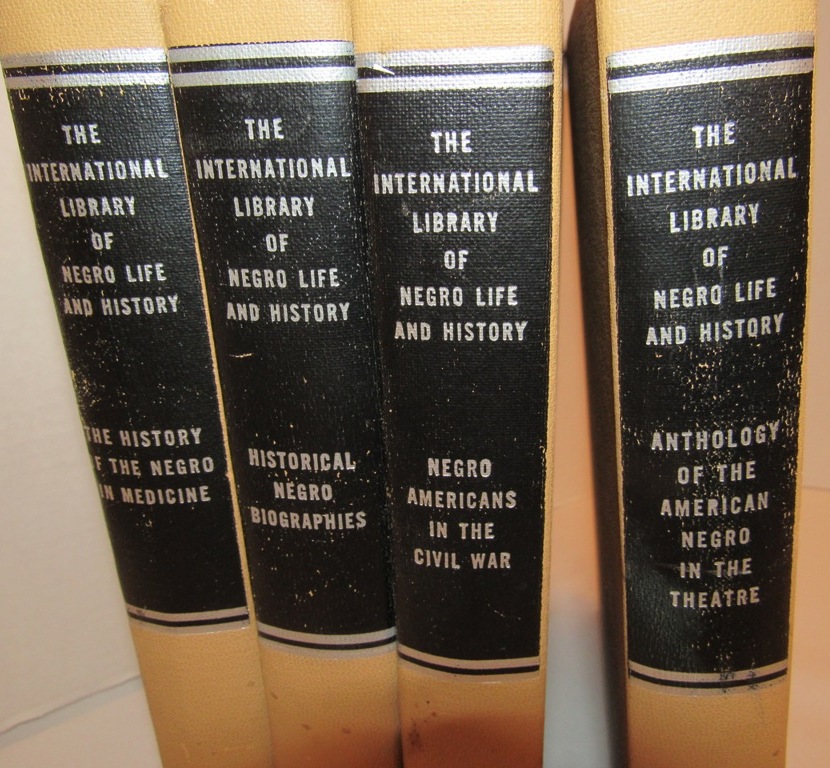 THE
INTERNATIONAL
LIBRARY
OF
NEGRO LIFE
AND HISTORY
THE HISTORY
OF THE NEGRO
IN MEDICINE
THE
INTERNATIONAL
LIBRARY
OF
NEGRO LIFE
AND HISTORY
HISTORICAL
NEGRO
BIOGRAPHIES
THE
INTERNATIONAL
LIBRARY
OF
NEGRO LIFE
AND HISTORY
NEGRO
AMERICANS
IN THE
CIVIL WAR
THE
INTERNATIONAL
LIBRARY
OF
NEGRO LIFE
AND HISTORY
ANTHOLOGY
OF THE
AMERICAN
NEGRO
IN THE
THEATRE